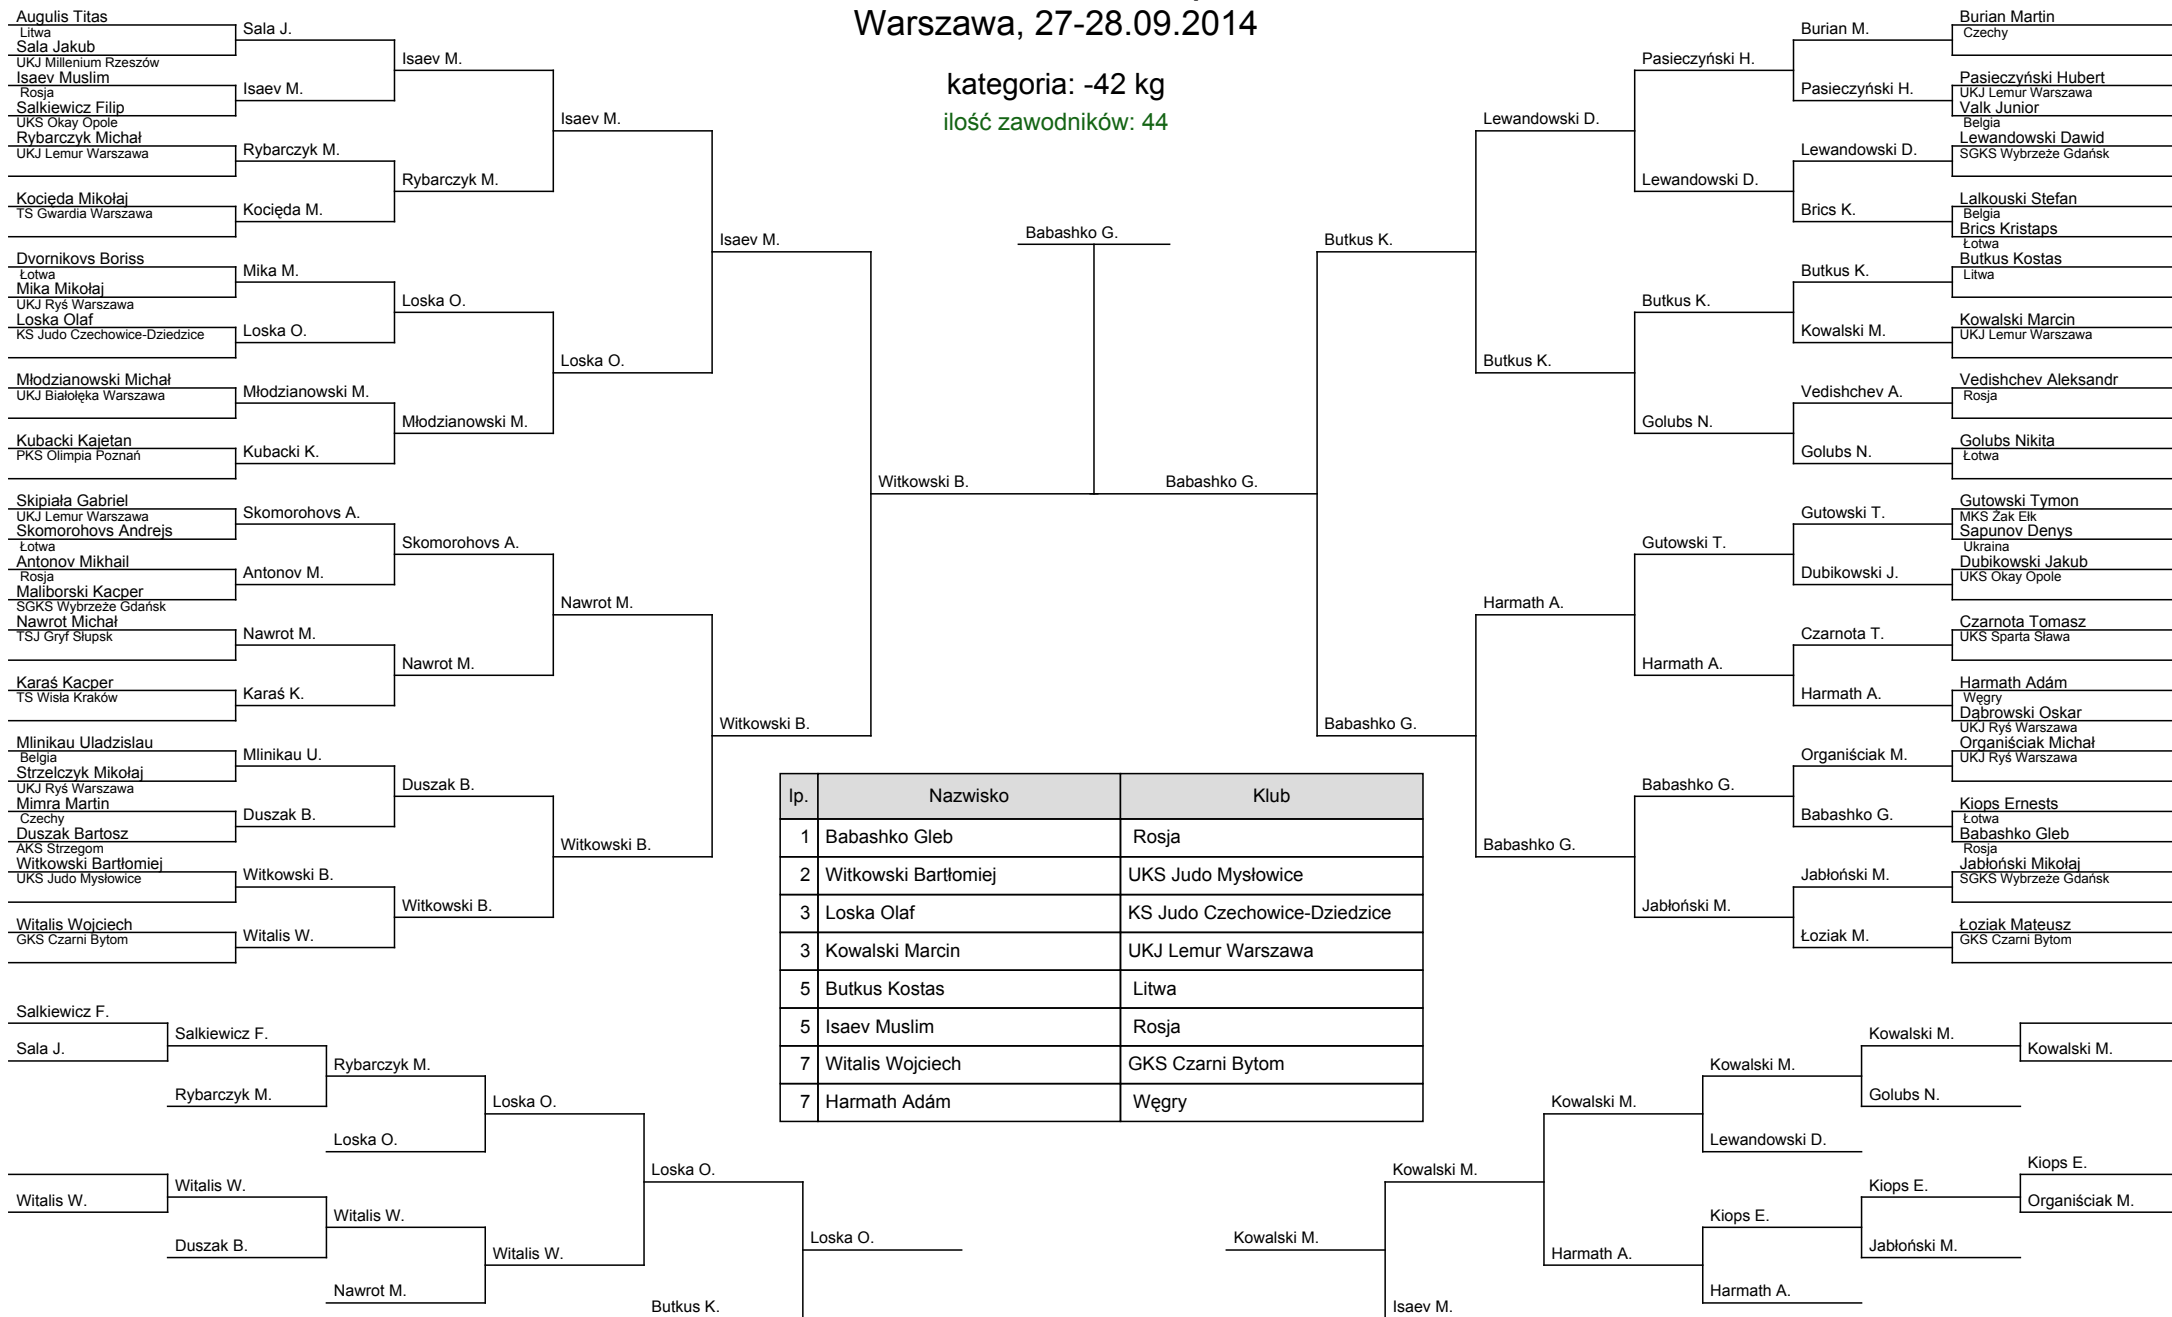 Warszawa, 27-28.09.2014
kategoria: -42 kg
ilość zawodników: 44
Augulis Titas
Litwa
Sala Jakub
UKJ Millenium Rzeszów
Isaev Muslim
Rosja
Salkiewicz Filip
UKS Okay Opole
Rybarczyk Michał
UKJ Lemur Warszawa
Kocięda Mikołaj
TS Gwardia Warszawa
Dvornikovs Boriss
Łotwa
Mika Mikołaj
UKJ Ryś Warszawa
Loska Olaf
KS Judo Czechowice-Dziedzice
Młodzianowski Michał
UKJ Białołęka Warszawa
Kubacki Kajetan
PKS Olimpia Poznań
Skipiała Gabriel
UKJ Lemur Warszawa
Skomorohovs Andrejs
Łotwa
Antonov Mikhail
Rosja
Maliborski Kacper
SGKS Wybrzeże Gdańsk
Nawrot Michał
TSJ Gryf Słupsk
Karaś Kacper
TS Wisła Kraków
Mlinikau Uladzislau
Belgia
Strzelczyk Mikołaj
UKJ Ryś Warszawa
Mimra Martin
Czechy
Duszak Bartosz
AKS Strzegom
Witkowski Bartłomiej
UKS Judo Mysłowice
Witalis Wojciech
GKS Czarni Bytom
Sala J.
Isaev M.
Rybarczyk M.
Kocięda M.
Mika M.
Loska O.
Młodzianowski M.
Kubacki K.
Skomorohovs A.
Antonov M.
Nawrot M.
Karaś K.
Mlinikau U.
Duszak B.
Witkowski B.
Witalis W.
Isaev M.
Rybarczyk M.
Loska O.
Młodzianowski M.
Skomorohovs A.
Nawrot M.
Duszak B.
Witkowski B.
Isaev M.
Loska O.
Nawrot M.
Witkowski B.
Isaev M.
Witkowski B.
Witkowski B.
Babashko G.
Babashko G.
Butkus K.
Babashko G.
Lewandowski D.
Butkus K.
Harmath A.
Babashko G.
Pasieczyński H.
Lewandowski D.
Butkus K.
Golubs N.
Gutowski T.
Harmath A.
Babashko G.
Jabłoński M.
Burian M.
Pasieczyński H.
Lewandowski D.
Brics K.
Butkus K.
Kowalski M.
Vedishchev A.
Golubs N.
Gutowski T.
Dubikowski J.
Czarnota T.
Harmath A.
Organiściak M.
Babashko G.
Jabłoński M.
Łoziak M.
Burian Martin
Czechy
Pasieczyński Hubert
UKJ Lemur Warszawa
Valk Junior
Belgia
Lewandowski Dawid
SGKS Wybrzeże Gdańsk
Lalkouski Stefan
Belgia
Brics Kristaps
Łotwa
Butkus Kostas
Litwa
Kowalski Marcin
UKJ Lemur Warszawa
Vedishchev Aleksandr
Rosja
Golubs Nikita
Łotwa
Gutowski Tymon
MKS Żak Ełk
Sapunov Denys
Ukraina
Dubikowski Jakub
UKS Okay Opole
Czarnota Tomasz
UKS Sparta Sława
Harmath Adám
Węgry
Dąbrowski Oskar
UKJ Ryś Warszawa
Organiściak Michał
UKJ Ryś Warszawa
Kiops Ernests
Łotwa
Babashko Gleb
Rosja
Jabłoński Mikołaj
SGKS Wybrzeże Gdańsk
Łoziak Mateusz
GKS Czarni Bytom
lp. Nazwisko Klub
1 Babashko Gleb Rosja
2 Witkowski Bartłomiej UKS Judo Mysłowice
3 Loska Olaf KS Judo Czechowice-Dziedzice
3 Kowalski Marcin UKJ Lemur Warszawa
5 Butkus Kostas Litwa
5 Isaev Muslim Rosja
7 Witalis Wojciech GKS Czarni Bytom
7 Harmath Adám Węgry
Salkiewicz F.
Sala J.
Witalis W.
Salkiewicz F.
Rybarczyk M.
Witalis W.
Duszak B.
Rybarczyk M.
Loska O.
Witalis W.
Nawrot M.
Loska O.
Witalis W.
Loska O.
Butkus K.
Loska O.
Kowalski M.
Kowalski M.
Isaev M.
Kowalski M.
Harmath A.
Kowalski M.
Lewandowski D.
Kiops E.
Harmath A.
Kowalski M.
Golubs N.
Kiops E.
Jabłoński M.
Kowalski M.
Kiops E.
Organiściak M.